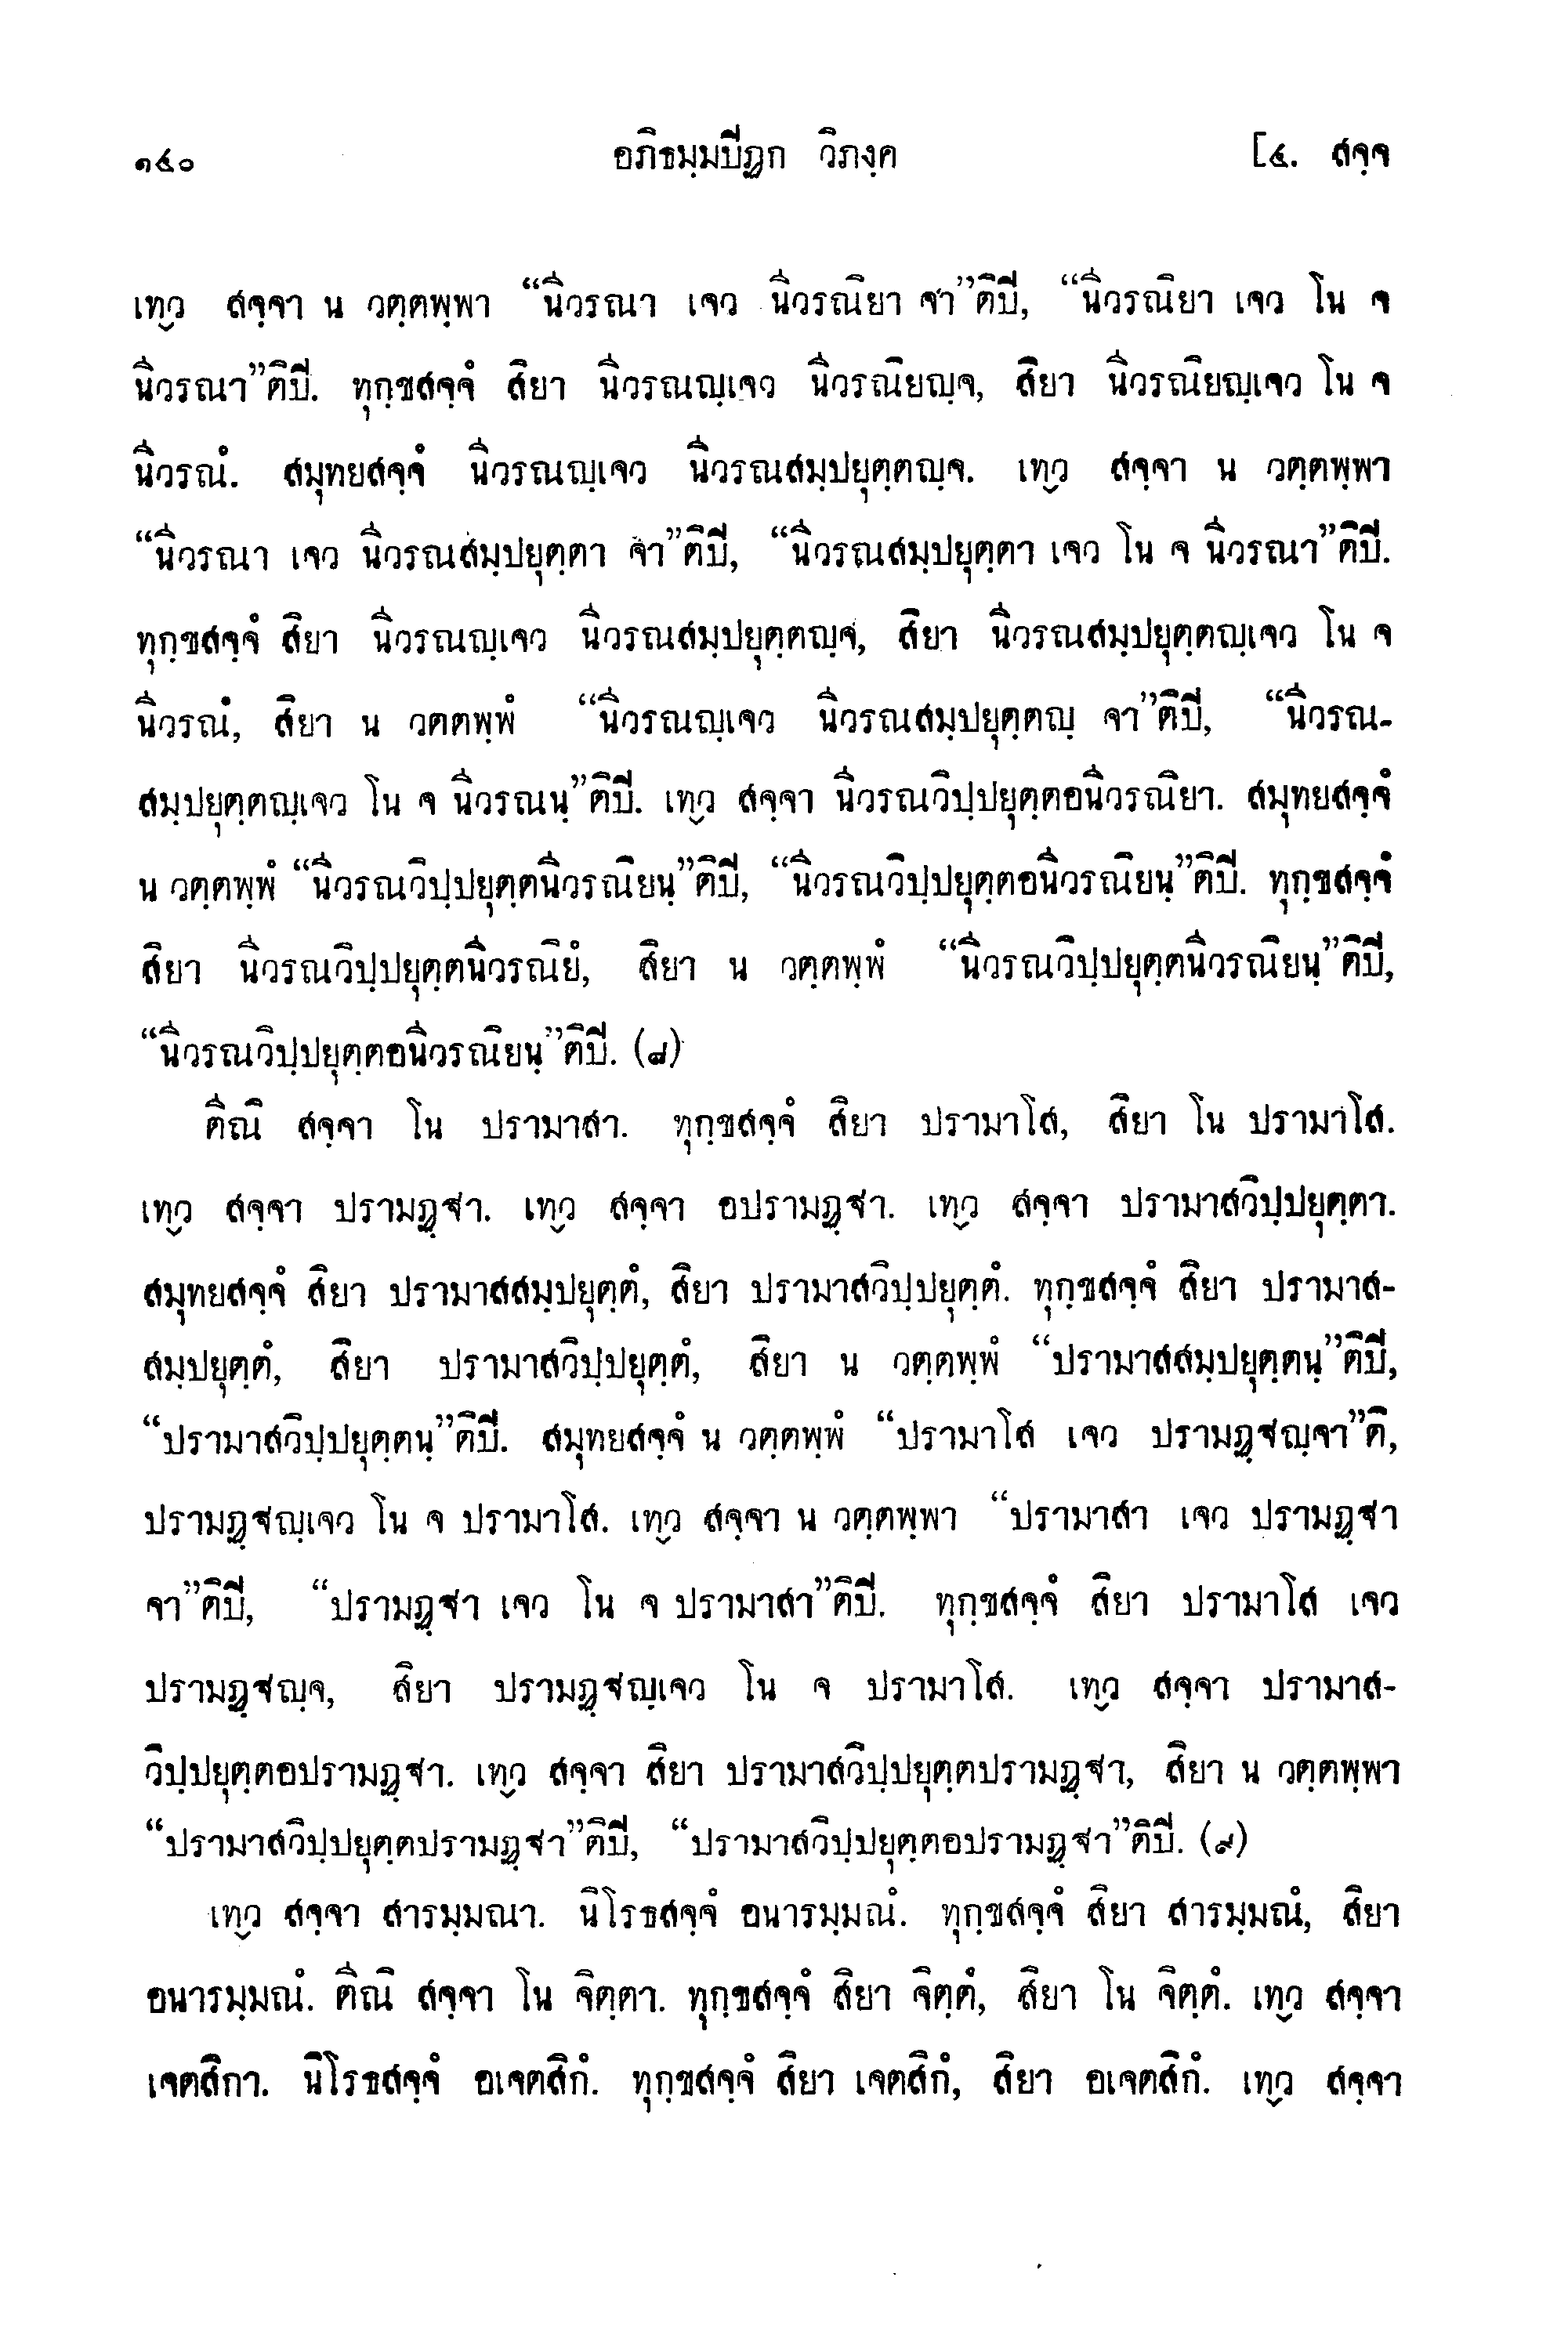 ๑๔๐ อภิธมฺมปิฏก วิภงฺค [๔. สจฺจ
เทฺว สจฺจา น วตฺตพฺพา “นีวรณา เจว นีวรณิยา จา”ติปิ, “นีวรณิยา เจว โน จ
นีวรณา”ติปิ. ทุกฺขสจฺจํ สิยา นีวรณญฺเจว นีวรณิยญฺจ, สิยา นีวรณิยญฺเจว โน จ
นีวรณํ. สมุทยสจฺจํ นีวรณญฺเจว นีวรณสมฺปยุตฺตญฺจ. เทฺว สจฺจา น วตฺตพฺพา
“นีวรณา เจว นีวรณสมฺปยุตฺตา จา”ติปิ, “นีวรณสมฺปยุตฺตา เจว โน จ นีวรณา”ติปิ.
ทุกฺขสจฺจํ สิยา นีวรณญฺเจว นีวรณสมฺปยุตฺตญฺจ, สิยา นีวรณสมฺปยุตฺตญฺเจว โน จ
นีวรณํ, สิยา น วตตพฺพํ “นีวรณญฺเจว นีวรณสมฺปยุตฺตญฺ จา”ติปิ, “นีวรณ-
สมฺปยุตฺตญฺเจว โน จ นีวรณนฺ”ติปิ. เทฺว สจฺจา นีวรณวิปฺปยุตฺตอนีวรณิยา. สมุทยสจฺจํ
น วตฺตพฺพํ “นีวรณวิปฺปยุตฺตนีวรณิยนฺ”ติปิ, “นีวรณวิปฺปยุตฺตอนีวรณิยนฺ”ติปิ. ทุกฺขสจฺจํ
สิยา นีวรณวิปฺปยุตฺตนีวรณิยํ, สิยา น วตฺตพฺพํ “นีวรณวิปฺปยุตฺตนีวรณิยนฺ”ติปิ,
“นีวรณวิปฺปยุตฺตอนีวรณิยนฺ”ติปิ. (๘)
ตีณิ สจฺจา โน ปรามาสา. ทุกฺขสจฺจํ สิยา ปรามาโส, สิยา โน ปรามาโส.
เทฺว สจฺจา ปรามฏฺฐา. เทฺว สจฺจา อปรามฏฺฐา. เทฺว สจฺจา ปรามาสวิปฺปยุตฺตา.
สมุทยสจฺจํ สิยา ปรามาสสมฺปยุตฺตํ, สิยา ปรามาสวิปฺปยุตฺตํ. ทุกฺขสจฺจํ สิยา ปรามาส-
สมฺปยุตฺตํ, สิยา ปรามาสวิปฺปยุตฺตํ, สิยา น วตฺตพฺพํ “ปรามาสสมฺปยุตฺตนฺ”ติปิ,
“ปรามาสวิปฺปยุตฺตนฺ”ติปิ. สมุทยสจฺจํ น วตฺตพฺพํ “ปรามาโส เจว ปรามฏฺฐญฺจา”ติ,
ปรามฏฺฐญฺเจว โน จ ปรามาโส. เทฺว สจฺจา น วตฺตพฺพา “ปรามาสา เจว ปรามฏฺฐา
จา”ติปิ, “ปรามฏฺฐา เจว โน จ ปรามาสา”ติปิ. ทุกฺขสจฺจํ สิยา ปรามาโส เจว
ปรามฏฺฐญฺจ, สิยา ปรามฏฺฐญฺเจว โน จ ปรามาโส. เทฺว สจฺจา ปรามาส-
วิปฺปยุตฺตอปรามฏฺฐา. เทฺว สจฺจา สิยา ปรามาสวิปฺปยุตฺตปรามฏฺฐา, สิยา น วตฺตพฺพา
“ปรามาสวิปฺปยุตฺตปรามฏฺฐา”ติปิ, “ปรามาสวิปฺปยุตฺตอปรามฏฺฐา”ติปิ. (๙)
เทฺว สจฺจา สารมฺมณา. นิโรธสจฺจํ อนารมฺมณํ. ทุกฺขสจฺจํ สิยา สารมฺมณํ, สิยา
อนารมฺมณํ. ตีณิ สจฺจา โน จิตฺตา. ทุกฺขสจฺจํ สิยา จิตฺตํ, สิยา โน จิตฺตํ. เทฺว สจฺจา
เจตสิกา. นิโรธสจฺจํ อเจตสิกํ. ทุกฺขสจฺจํ สิยา เจตสิกํ, สิยา อเจตสิกํ. เทฺว สจฺจา